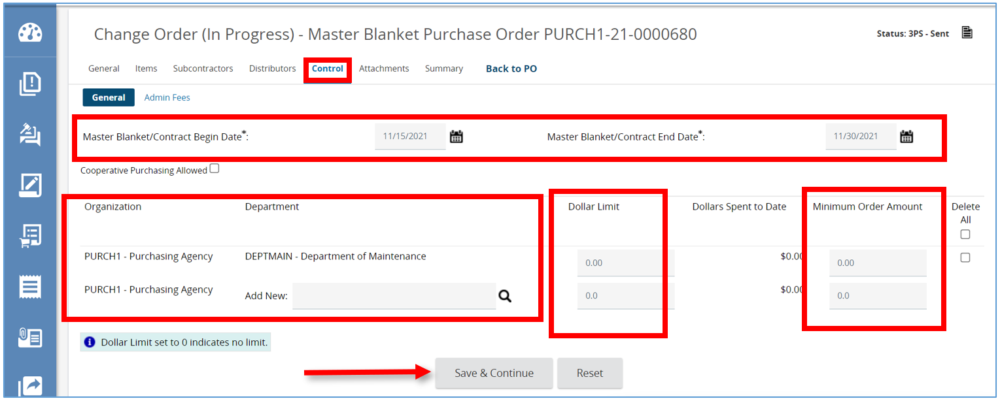 Change Order (In Progress) - Master Blanket Purchase Order PURCH1-21-0000680
Status: 3PS - Sent
General Items Subcontractors Distributors Control Attachments Summary Back to PO
General Admin Fees
Master Blanket/Contract Begin Date*: 11/15/2021 Master Blanket/Contract End Date*: 11/30/2021
Cooperative Purchasing Allowed
Organization Department Dollar Limit Dollars Spent to Date Minimum Order Amount Delete
All
PURCH1 - Purchasing Agency DEPTMAIN - Department of Maintenance 0.00 $0.00 0.00
PURCH1 - Purchasing Agency Add New: 0.0 $0.00 0.0
Dollar Limit set to 0 indicates no limit.
Save & Continue Reset